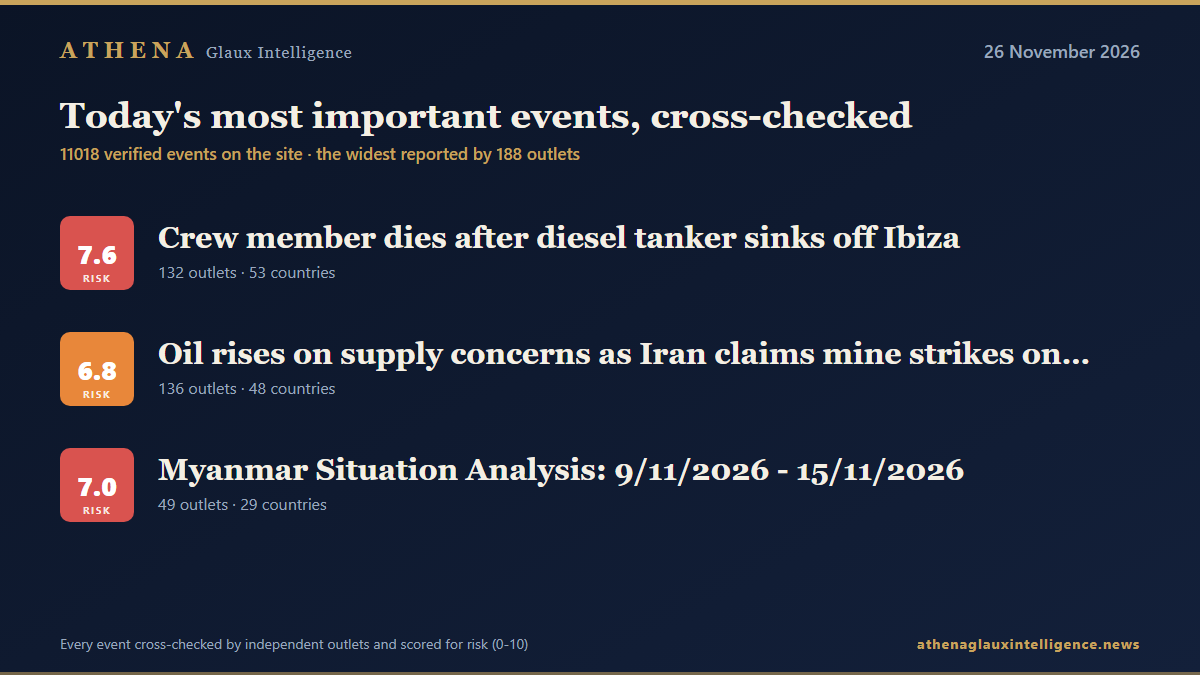 ATHENA Glaux Intelligence
26 November 2026
Today's most important events, cross-checked
11018 verified events on the site · the widest reported by 188 outlets
7.6
RISK
Crew member dies after diesel tanker sinks off Ibiza
132 outlets · 53 countries
6.8
RISK
Oil rises on supply concerns as Iran claims mine strikes on...
136 outlets · 48 countries
7.0
RISK
Myanmar Situation Analysis: 9/11/2026 - 15/11/2026
49 outlets · 29 countries
Every event cross-checked by independent outlets and scored for risk (0-10)
athenaglauxintelligence.news